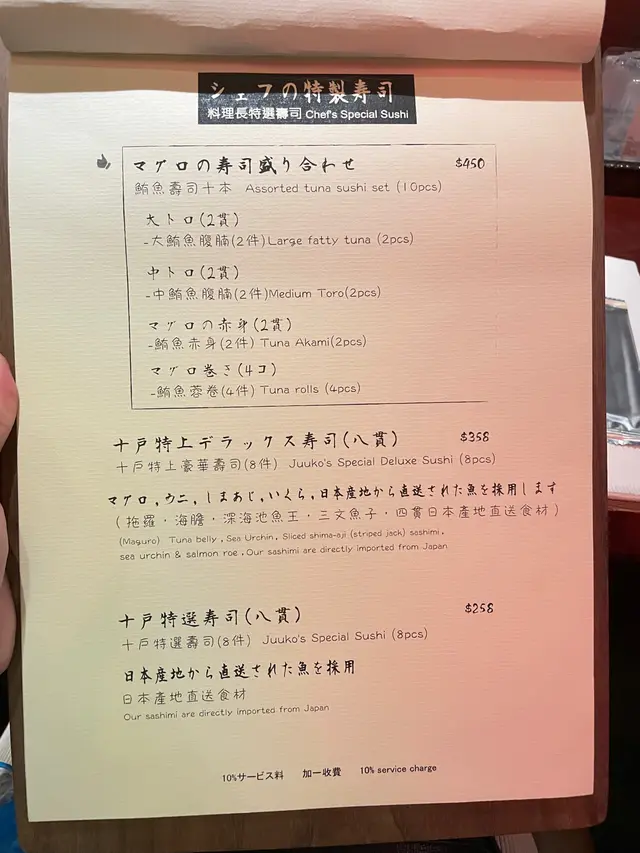 シェフの特製寿司
料理長特選壽司 Chef's Special Sushi
マグロの寿司盛り合わせ $450
鮪魚壽司十本 Assorted tuna sushi set (10pcs)
大トロ(2貫)
-大鮪魚腹腩(2件)Large fatty tuna (2pcs)
中トロ(2貫)
-中鮪魚腹腩(2件)Medium Toro(2pcs)
マグロの赤身(2貫)
-鮪魚赤身(2件) Tuna Akami(2pcs)
マグロ巻き(4コ)
-鮪魚蓉卷(4件) Tuna rolls (4pcs)
十戸特上デラックス寿司(八貫) $358
十戸特上豪華壽司(8件) Juuko's Special Deluxe Sushi (8pcs)
マグロ,ウニ,しまあじ,いくら,日本産地から直送された魚を採用します
(拖羅・海膽・深海池魚王・三文魚子・四貫日本產地直送食材)
(Maguro) Tuna belly , Sea Urchin, Sliced shima-aji (striped jack) sashimi,
sea urchin & salmon roe , Our sashimi are directly imported from Japan
十戸特選寿司(八貫) $258
十戸特選壽司(8件) Juuko's Special Sushi (8pcs)
日本産地から直送された魚を採用
日本產地直送食材
Our sashimi are directly imported from Japan
10%サービス料 加一收費 10% service charge